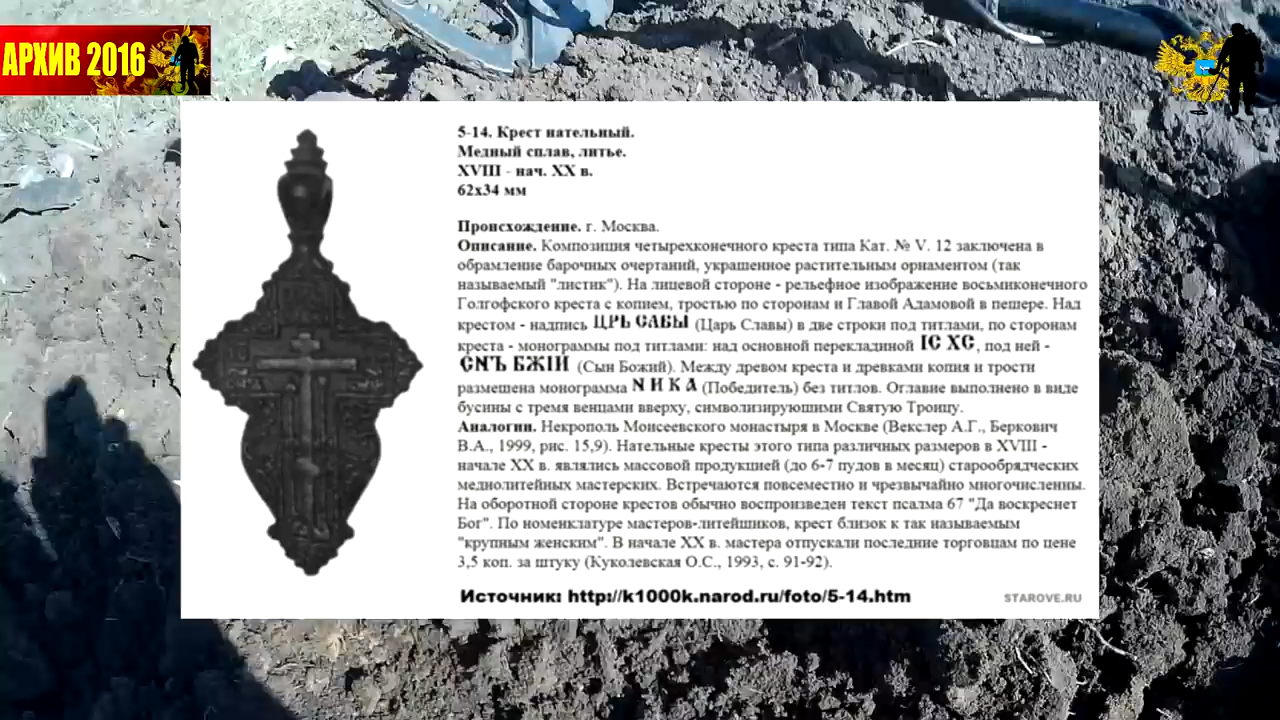 АРХИВ 2016
5-14. Крест нательный.
Медный сплав, литье.
XVIII - нач. XX в.
62х34 мм
Происхождение. г. Москва.
Описание. Композиция четырехконечного креста типа Кат. № V. 12 заключена в
обрамление барочных очертаний, украшенное растительным орнаментом (так
называемый "листик"). На лицевой стороне - рельефное изображение восьмиконечного
Голгофского креста с копием, тростью по сторонам и Главой Адамовой в пещере. Над
крестом - надпись ЦРЬ САВЫ (Царь Славы) в две строки под титлами, по сторонам
креста - монограммы под титлами: над основной перекладиной IC XC, под ней -
СNЪ БЖIИ (Сын Божий). Между древом креста и древками копия и трости
размещена монограмма N И К А (Победитель) без титлов. Оглавие выполнено в виде
бусины с тремя венцами вверху, символизирующими Святую Троицу.
Аналогии. Некрополь Моисеевского монастыря в Москве (Векслер А.Г., Беркович
В.А., 1999, рис. 15,9). Нательные кресты этого типа различных размеров в XVIII -
начале XX в. являлись массовой продукцией (до 6-7 пудов в месяц) старообрядческих
меднолитейных мастерских. Встречаются повсеместно и чрезвычайно многочисленны.
На оборотной стороне крестов обычно воспроизведен текст псалма 67 "Да воскреснет
Бог". По номенклатуре мастеров-литейщиков, крест близок к так называемым
"крупным женским". В начале XX в. мастера отпускали последние торговцам по цене
3,5 коп. за штуку (Куколевская О.С., 1993, с. 91-92).
Источник: http://k1000k.narod.ru/foto/5-14.htm
STAROVE.RU